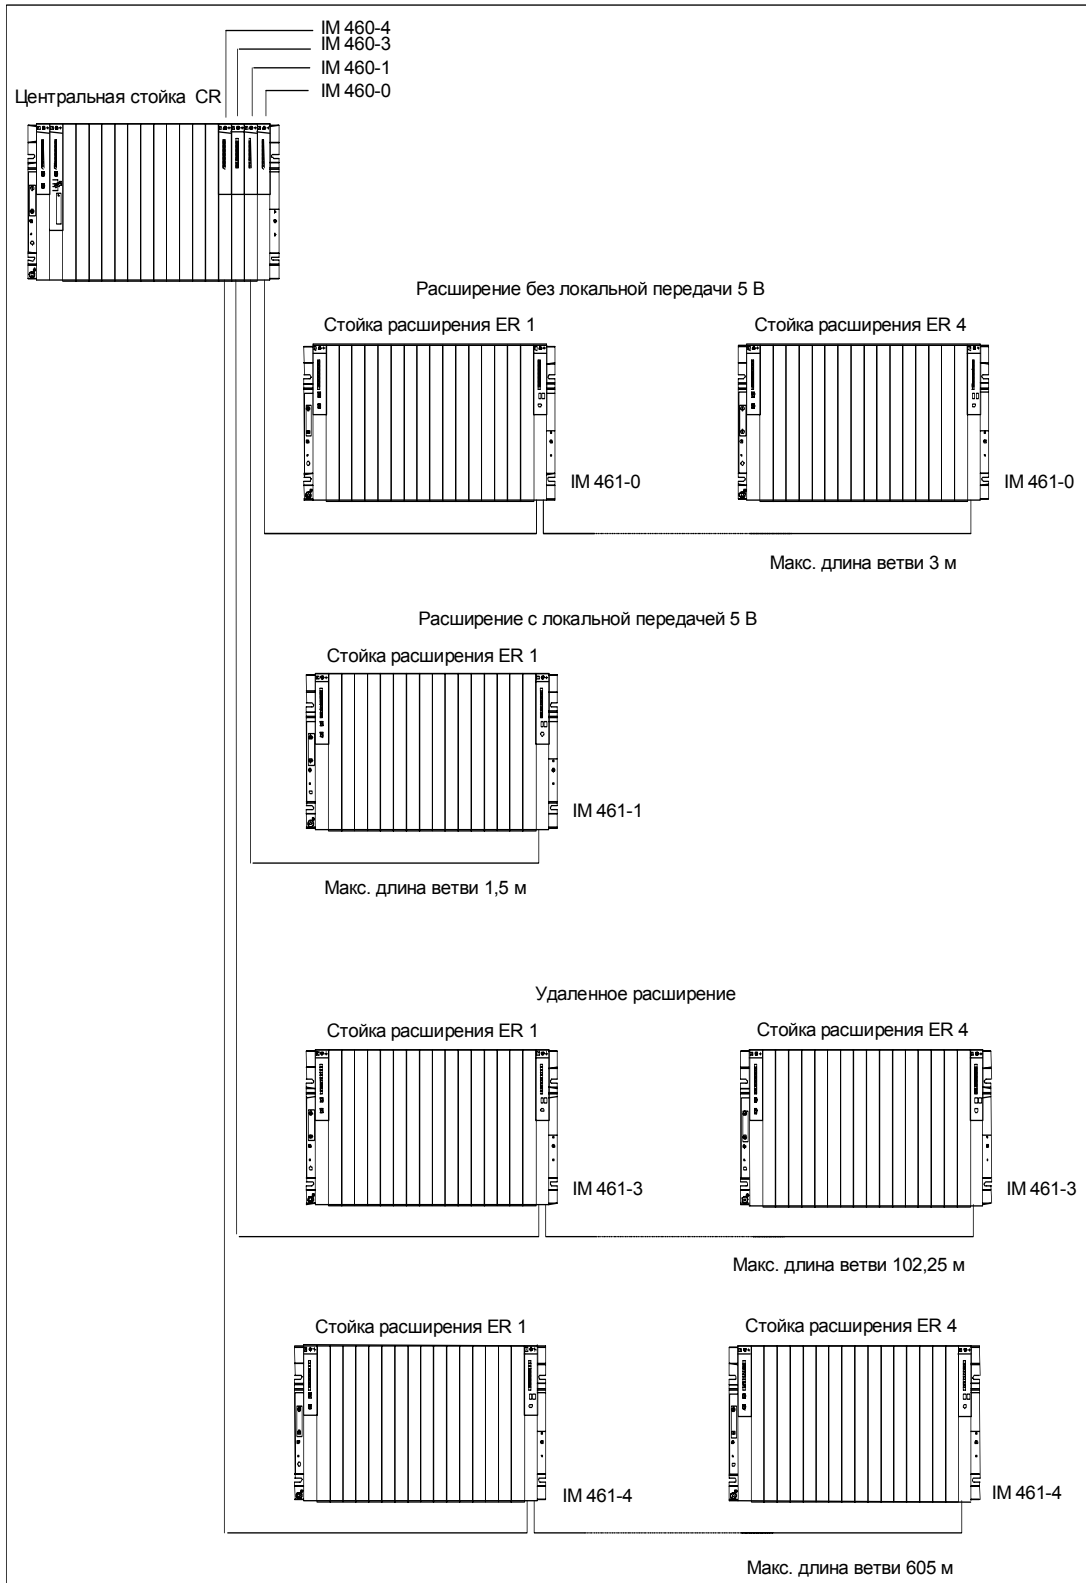 IM 460-4
IM 460-3
IM 460-1
IM 460-0
Центральная стойка CR
Расширение без локальной передачи 5 В
Стойка расширения ER 1
Стойка расширения ER 4
IM 461-0
IM 461-0
Макс. длина ветви 3 м
Расширение с локальной передачей 5 В
Стойка расширения ER 1
IM 461-1
Макс. длина ветви 1,5 м
Удаленное расширение
Стойка расширения ER 1
Стойка расширения ER 4
IM 461-3
IM 461-3
Макс. длина ветви 102,25 м
Стойка расширения ER 1
Стойка расширения ER 4
IM 461-4
IM 461-4
Макс. длина ветви 605 м